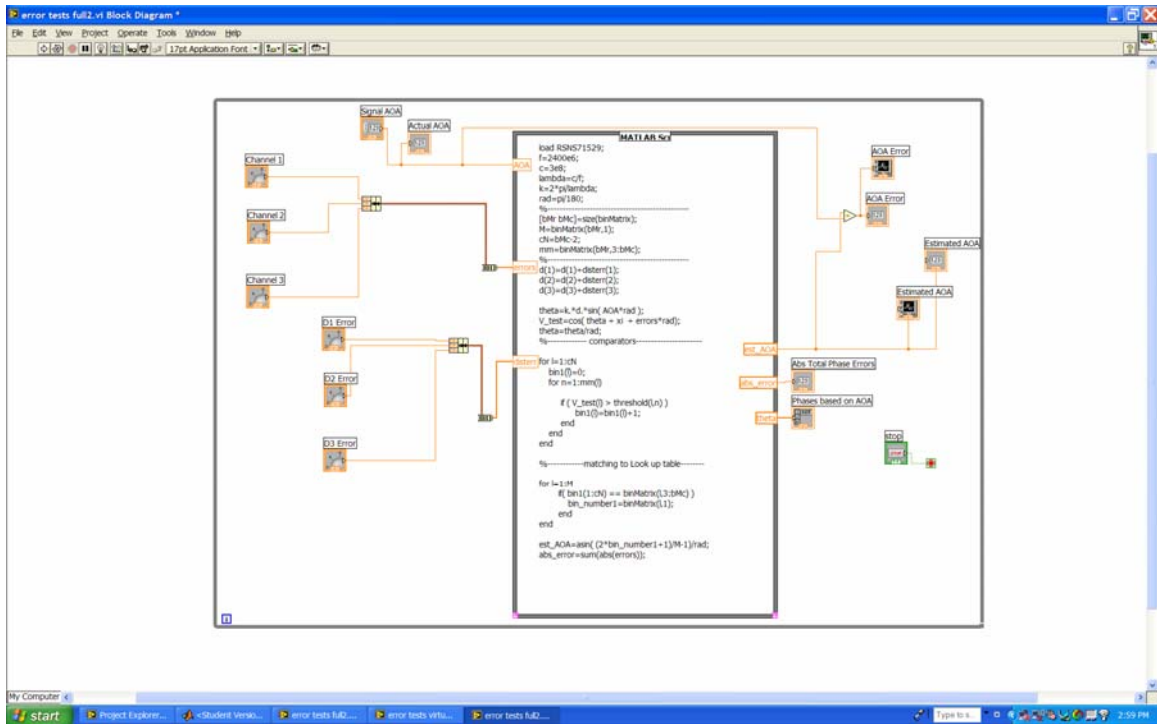 error tests full2.vi Block Diagram *
File Edit View Project Operate Tools Window Help
17pt Application Font
Signal AOA
Actual AOA
Channel 1
Channel 2
Channel 3
D1 Error
D2 Error
D3 Error
MATLAB Scr
AOA
errors
disterr
load RSNS71529;
f=2400e6;
c=3e8;
lambda=c/f;
k=2*pi/lambda;
rad=pi/180;
%-----------------------------------------------
[bMr bMc]=size(binMatrix);
M=binMatrix(bMr,1);
cN=bMc-2;
mm=binMatrix(bMr,3:bMc);
%-----------------------------------------------
d(1)=d(1)+disterr(1);
d(2)=d(2)+disterr(2);
d(3)=d(3)+disterr(3);
theta=k.*d.*sin( AOA*rad );
V_test=cos( theta + xi + errors*rad);
theta=theta/rad;
%------------- comparators----------------------
for l=1:cN
bin1(l)=0;
for n=1:mm(l)
if ( V_test(l) > threshold(l,n) )
bin1(l)=bin1(l)+1;
end
end
end
%-------------matching to Look up table--------
for l=1:M
if( bin1(1:cN) == binMatrix(l,3:bMc) )
bin_number1=binMatrix(l,1);
end
end
est_AOA=asin( (2*bin_number1+1)/M-1)/rad;
abs_error=sum(abs(errors));
est_AOA
abs_error
theta
AOA Error
AOA Error
Estimated AOA
Estimated AOA
Abs Total Phase Errors
Phases based on AOA
stop
i
My Computer
start
Project Explorer...
<Student Versio...
error tests full2....
error tests virtu...
error tests full2....
Type to s...
2:59 PM